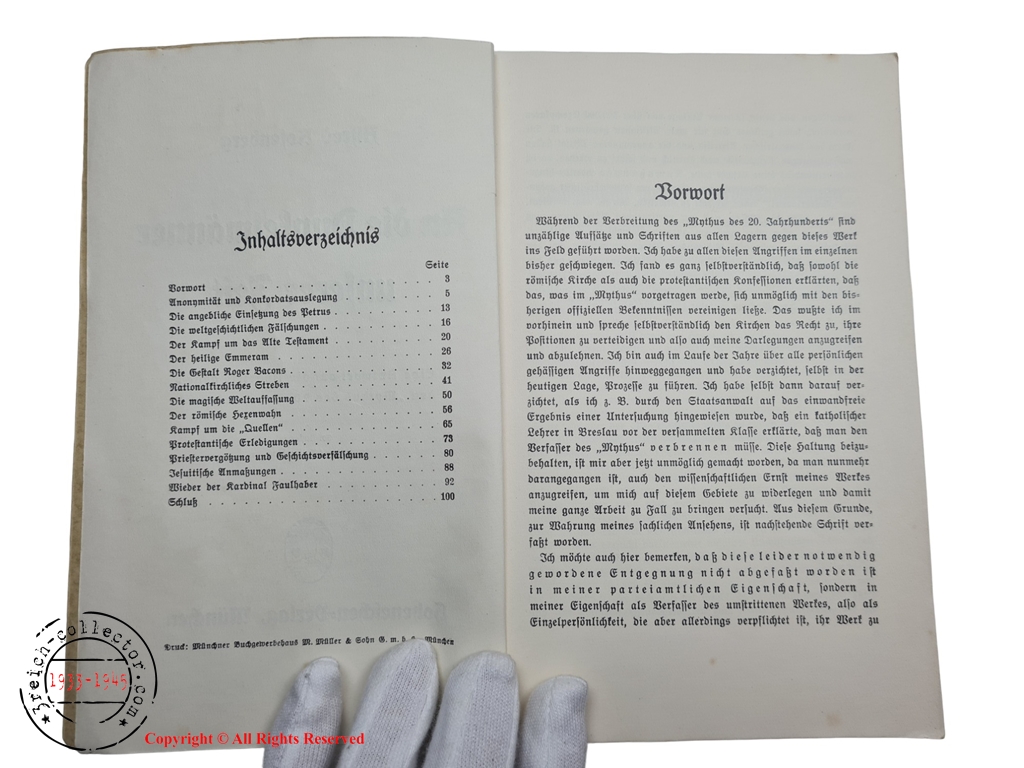 Inhaltsverzeichnis
Seite
Vorwort . . . . . . . . . . . . . . . . 3
Anonymität und Konkordatsauslegung . . . . . . . . . . 5
Die angebliche Einsetzung des Petrus . . . . . . . . . . 13
Die weltgeschichtlichen Fälschungen . . . . . . . . . . 16
Der Kampf um das Alte Testament . . . . . . . . . . 20
Der heilige Emmeram . . . . . . . . . . . . . 26
Die Gestalt Roger Bacons . . . . . . . . . . . . 32
Nationalkirchliches Streben . . . . . . . . . . . . 41
Die magische Weltauffassung . . . . . . . . . . . 50
Der römische Hexenwahn . . . . . . . . . . . . 56
Kampf um die „Quellen“ . . . . . . . . . . . . 65
Protestantische Erledigungen . . . . . . . . . . . 73
Priestervergötzung und Geschichtsverfälschung . . . . . . . 80
Jesuitische Anmaßungen . . . . . . . . . . . . 88
Wieder der Kardinal Faulhaber . . . . . . . . . . 92
Schluß . . . . . . . . . . . . . . . . 100
Druck: Münchner Buchgewerbehaus M. Müller & Sohn G. m. b. H., München
Vorwort
Während der Verbreitung des „Mythus des 20. Jahrhunderts“ sind
unzählige Aufsätze und Schriften aus allen Lagern gegen dieses Werk
ins Feld geführt worden. Ich habe zu allen diesen Angriffen im einzelnen
bisher geschwiegen. Ich fand es ganz selbstverständlich, daß sowohl die
römische Kirche als auch die protestantischen Konfessionen erklärten, daß
das, was im „Mythus“ vorgetragen werde, sich unmöglich mit den bis-
herigen offiziellen Bekenntnissen vereinigen ließe. Das wußte ich im
vorhinein und spreche selbstverständlich den Kirchen das Recht zu, ihre
Positionen zu verteidigen und also auch meine Darlegungen anzugreifen
und abzulehnen. Ich bin auch im Laufe der Jahre über alle persönlichen
gehässigen Angriffe hinweggegangen und habe verzichtet, selbst in der
heutigen Lage, Prozesse zu führen. Ich habe selbst dann darauf ver-
zichtet, als ich z. B. durch den Staatsanwalt auf das einwandfreie
Ergebnis einer Untersuchung hingewiesen wurde, daß ein katholischer
Lehrer in Breslau vor der versammelten Klasse erklärte, daß man den
Verfasser des „Mythus“ verbrennen müsse. Diese Haltung beizu-
behalten, ist mir aber jetzt unmöglich gemacht worden, da man nunmehr
darangegangen ist, auch den wissenschaftlichen Ernst meines Werkes
anzugreifen, um mich auf diesem Gebiete zu widerlegen und damit
meine ganze Arbeit zu Fall zu bringen versucht. Aus diesem Grunde,
zur Wahrung meines sachlichen Ansehens, ist nachstehende Schrift ver-
faßt worden.
Ich möchte auch hier bemerken, daß diese leider notwendig
gewordene Entgegnung nicht abgefaßt worden ist
in meiner parteiamtlichen Eigenschaft, sondern in
meiner Eigenschaft als Verfasser des umstrittenen Werkes, also als
Einzelpersönlichkeit, die aber allerdings verpflichtet ist, ihr Werk zu
3reich-collector.com
1933-1945
Copyright © All Rights Reserved